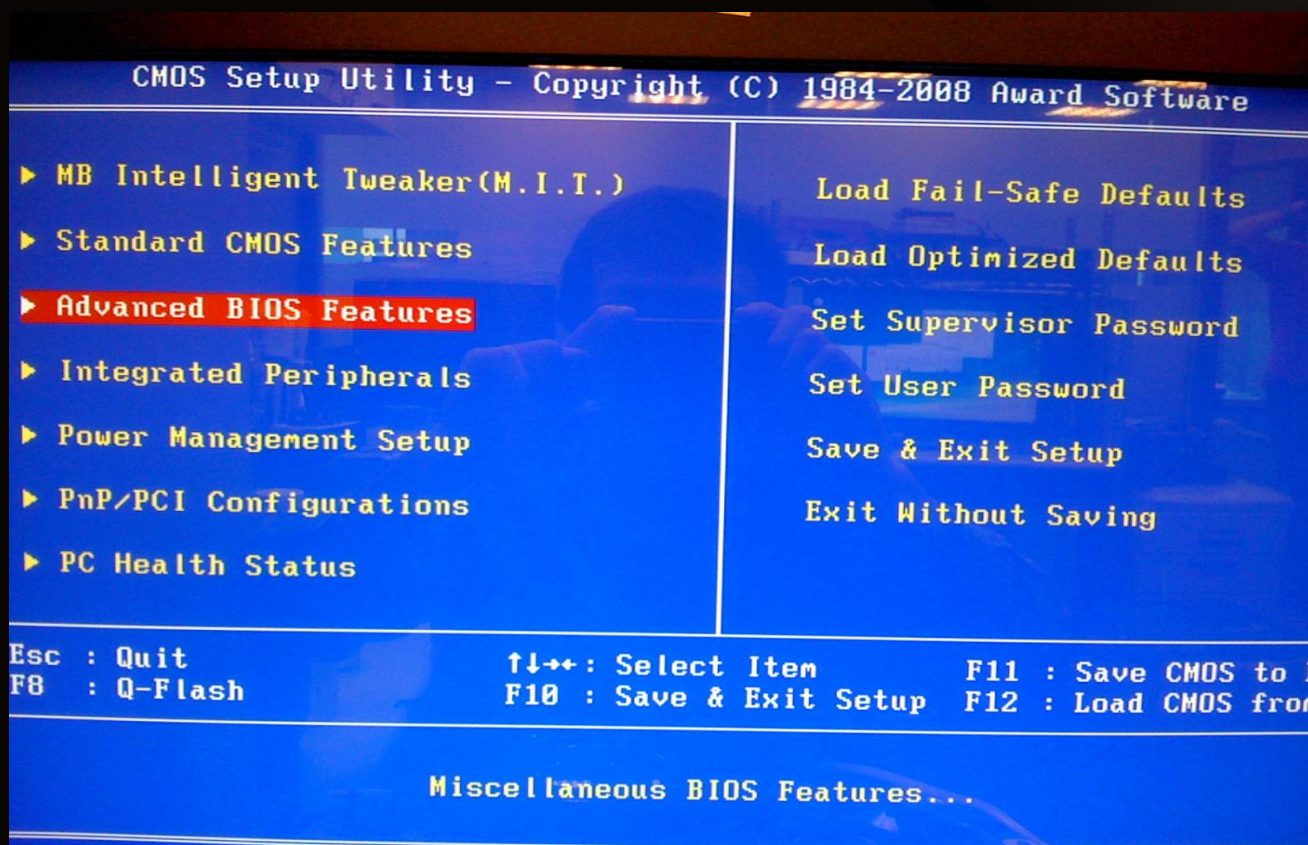 CMOS Setup Utility - Copyright (C) 1984-2008 Award Software
▶ MB Intelligent Tweaker(M.I.T.)
▶ Standard CMOS Features
▶ Advanced BIOS Features
▶ Integrated Peripherals
▶ Power Management Setup
▶ PnP/PCI Configurations
▶ PC Health Status
Load Fail-Safe Defaults
Load Optimized Defaults
Set Supervisor Password
Set User Password
Save & Exit Setup
Exit Without Saving
Esc : Quit
F8 : Q-Flash
↑↓→←: Select Item
F10 : Save & Exit Setup
F11 : Save CMOS to
F12 : Load CMOS from
Miscellaneous BIOS Features...